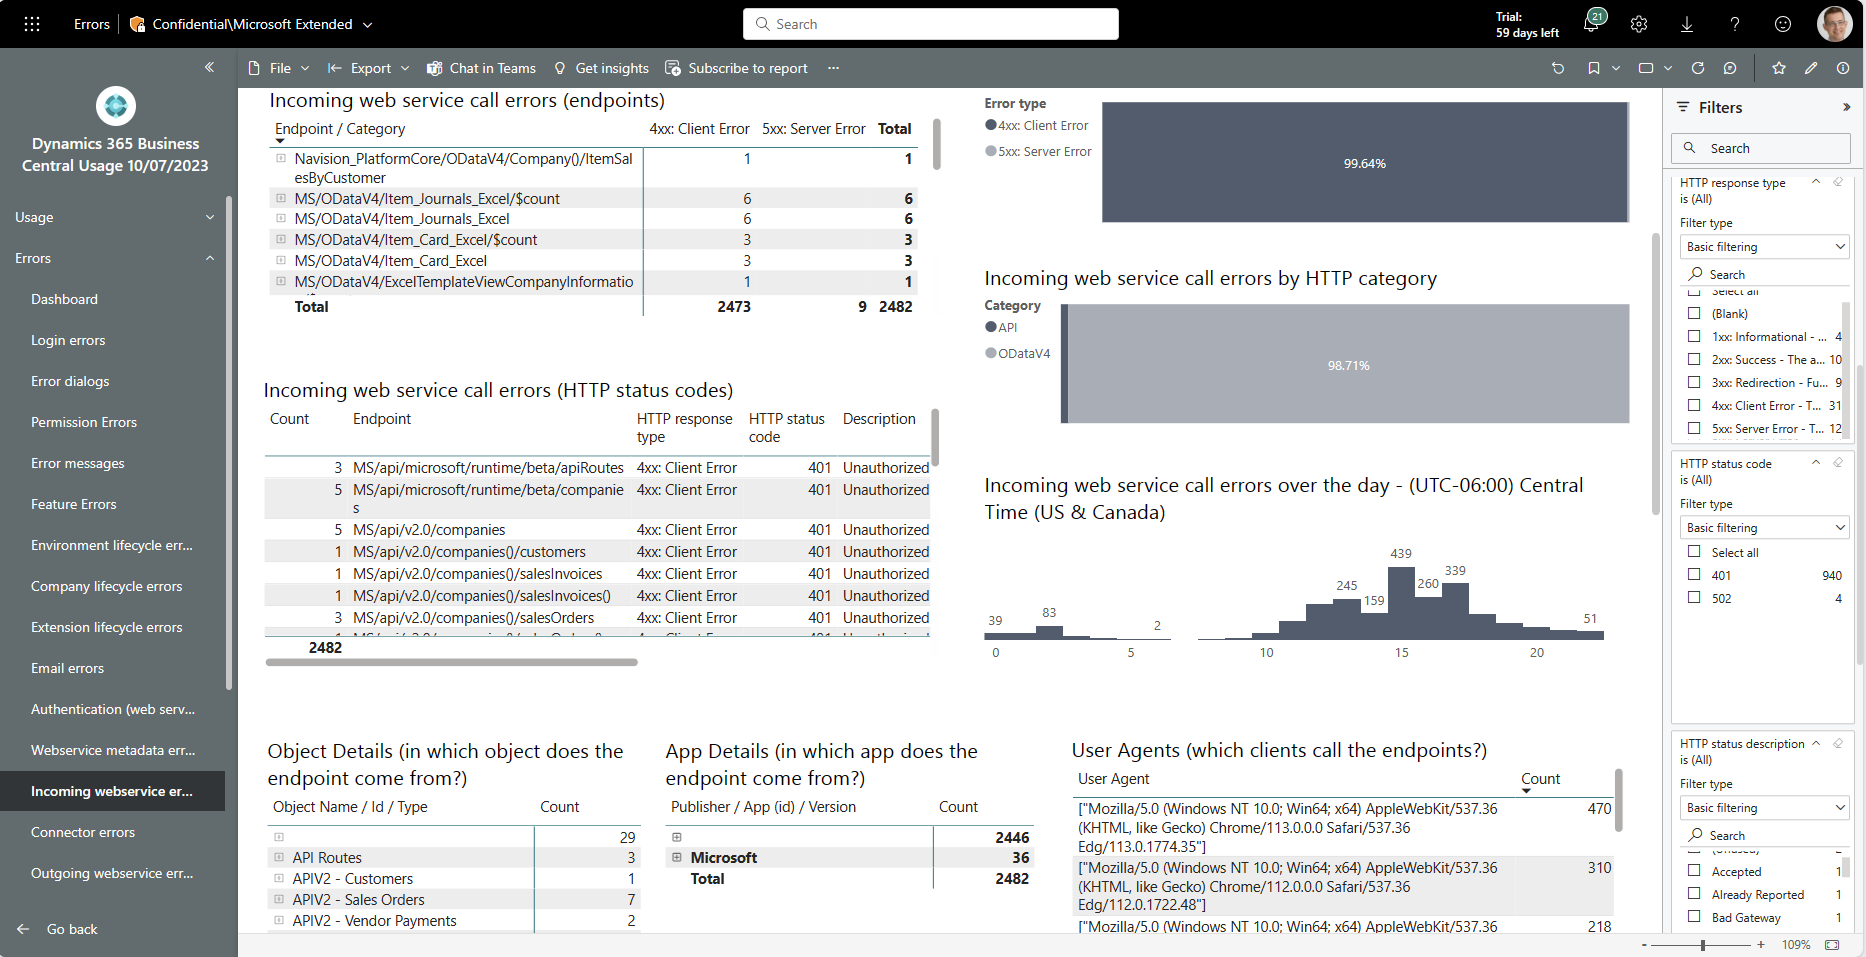 Errors
Confidential\Microsoft Extended
Search
Trial:
59 days left
21
File
Export
Chat in Teams
Get insights
Subscribe to report
Dynamics 365 Business
Central Usage 10/07/2023
Usage
Errors
Dashboard
Login errors
Error dialogs
Permission Errors
Error messages
Feature Errors
Environment lifecycle err...
Company lifecycle errors
Extension lifecycle errors
Email errors
Authentication (web serv...
Webservice metadata err...
Incoming webservice er...
Connector errors
Outgoing webservice err...
Go back
Incoming web service call errors (endpoints)
Endpoint / Category 4xx: Client Error 5xx: Server Error Total
Navision_PlatformCore/ODataV4/Company()/ItemSal 1 1
esByCustomer
MS/ODataV4/Item_Journals_Excel/$count 6 6
MS/ODataV4/Item_Journals_Excel 6 6
MS/ODataV4/Item_Card_Excel/$count 3 3
MS/ODataV4/Item_Card_Excel 3 3
MS/ODataV4/ExcelTemplateViewCompanyInformatio 1 1
Total 2473 9 2482
Incoming web service call errors (HTTP status codes)
Count Endpoint HTTP response HTTP status Description
type code
3 MS/api/microsoft/runtime/beta/apiRoutes 4xx: Client Error 401 Unauthorized
5 MS/api/microsoft/runtime/beta/companie 4xx: Client Error 401 Unauthorized
s
5 MS/api/v2.0/companies 4xx: Client Error 401 Unauthorized
1 MS/api/v2.0/companies()/customers 4xx: Client Error 401 Unauthorized
1 MS/api/v2.0/companies()/salesInvoices 4xx: Client Error 401 Unauthorized
1 MS/api/v2.0/companies()/salesInvoices() 4xx: Client Error 401 Unauthorized
3 MS/api/v2.0/companies()/salesOrders 4xx: Client Error 401 Unauthorized
2482
Error type
4xx: Client Error
5xx: Server Error
99.64%
Incoming web service call errors by HTTP category
Category
API
ODataV4
98.71%
Incoming web service call errors over the day - (UTC-06:00) Central
Time (US & Canada)
39 83 2 245 159 439 260 339 51
0 5 10 15 20
Object Details (in which object does the
endpoint come from?)
Object Name / Id / Type Count
29
API Routes 3
APIV2 - Customers 1
APIV2 - Sales Orders 7
APIV2 - Vendor Payments 2
App Details (in which app does the
endpoint come from?)
Publisher / App (id) / Version Count
2446
Microsoft 36
Total 2482
User Agents (which clients call the endpoints?)
User Agent Count
["Mozilla/5.0 (Windows NT 10.0; Win64; x64) AppleWebKit/537.36 470
(KHTML, like Gecko) Chrome/113.0.0.0 Safari/537.36
Edg/113.0.1774.35"]
["Mozilla/5.0 (Windows NT 10.0; Win64; x64) AppleWebKit/537.36 310
(KHTML, like Gecko) Chrome/112.0.0.0 Safari/537.36
Edg/112.0.1722.48"]
["Mozilla/5.0 (Windows NT 10.0; Win64; x64) AppleWebKit/537.36 218
Filters
Search
HTTP response type
is (All)
Filter type
Basic filtering
Search
Select all
(Blank)
1xx: Informational - ... 4
2xx: Success - The a... 10
3xx: Redirection - Fu... 9
4xx: Client Error - T... 31
5xx: Server Error - T... 12
HTTP status code
is (All)
Filter type
Basic filtering
Select all
401 940
502 4
HTTP status description
is (All)
Filter type
Basic filtering
Search
Accepted 1
Already Reported 1
Bad Gateway 1
- + 109%